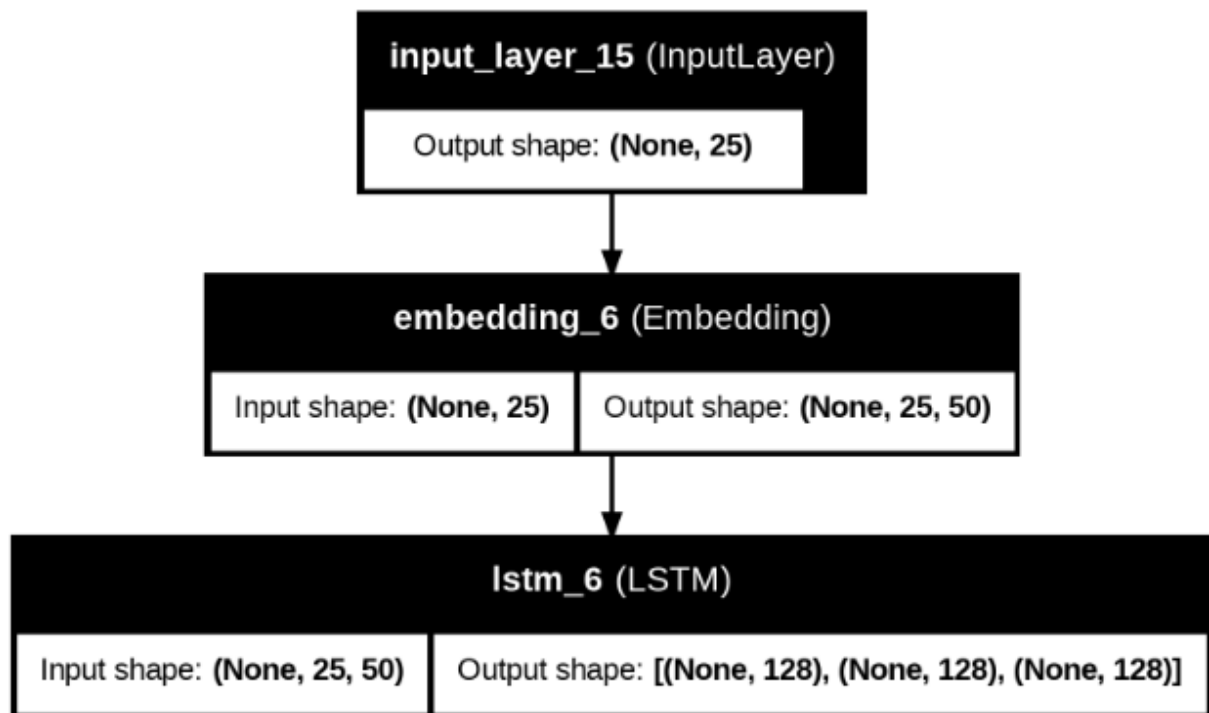 input_layer_15 (InputLayer)
Output shape: (None, 25)
embedding_6 (Embedding)
Input shape: (None, 25)
Output shape: (None, 25, 50)
lstm_6 (LSTM)
Input shape: (None, 25, 50)
Output shape: [(None, 128), (None, 128), (None, 128)]